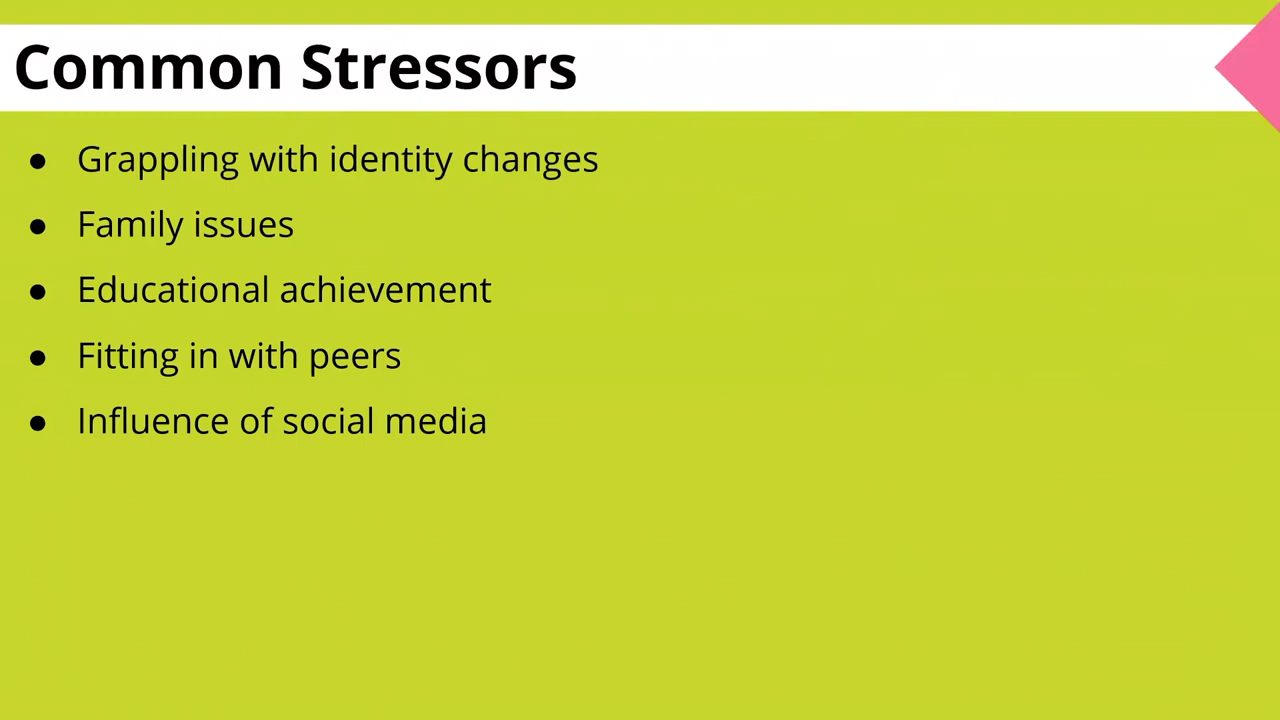 Common Stressors
● Grappling with identity changes
● Family issues
● Educational achievement
● Fitting in with peers
● Influence of social media